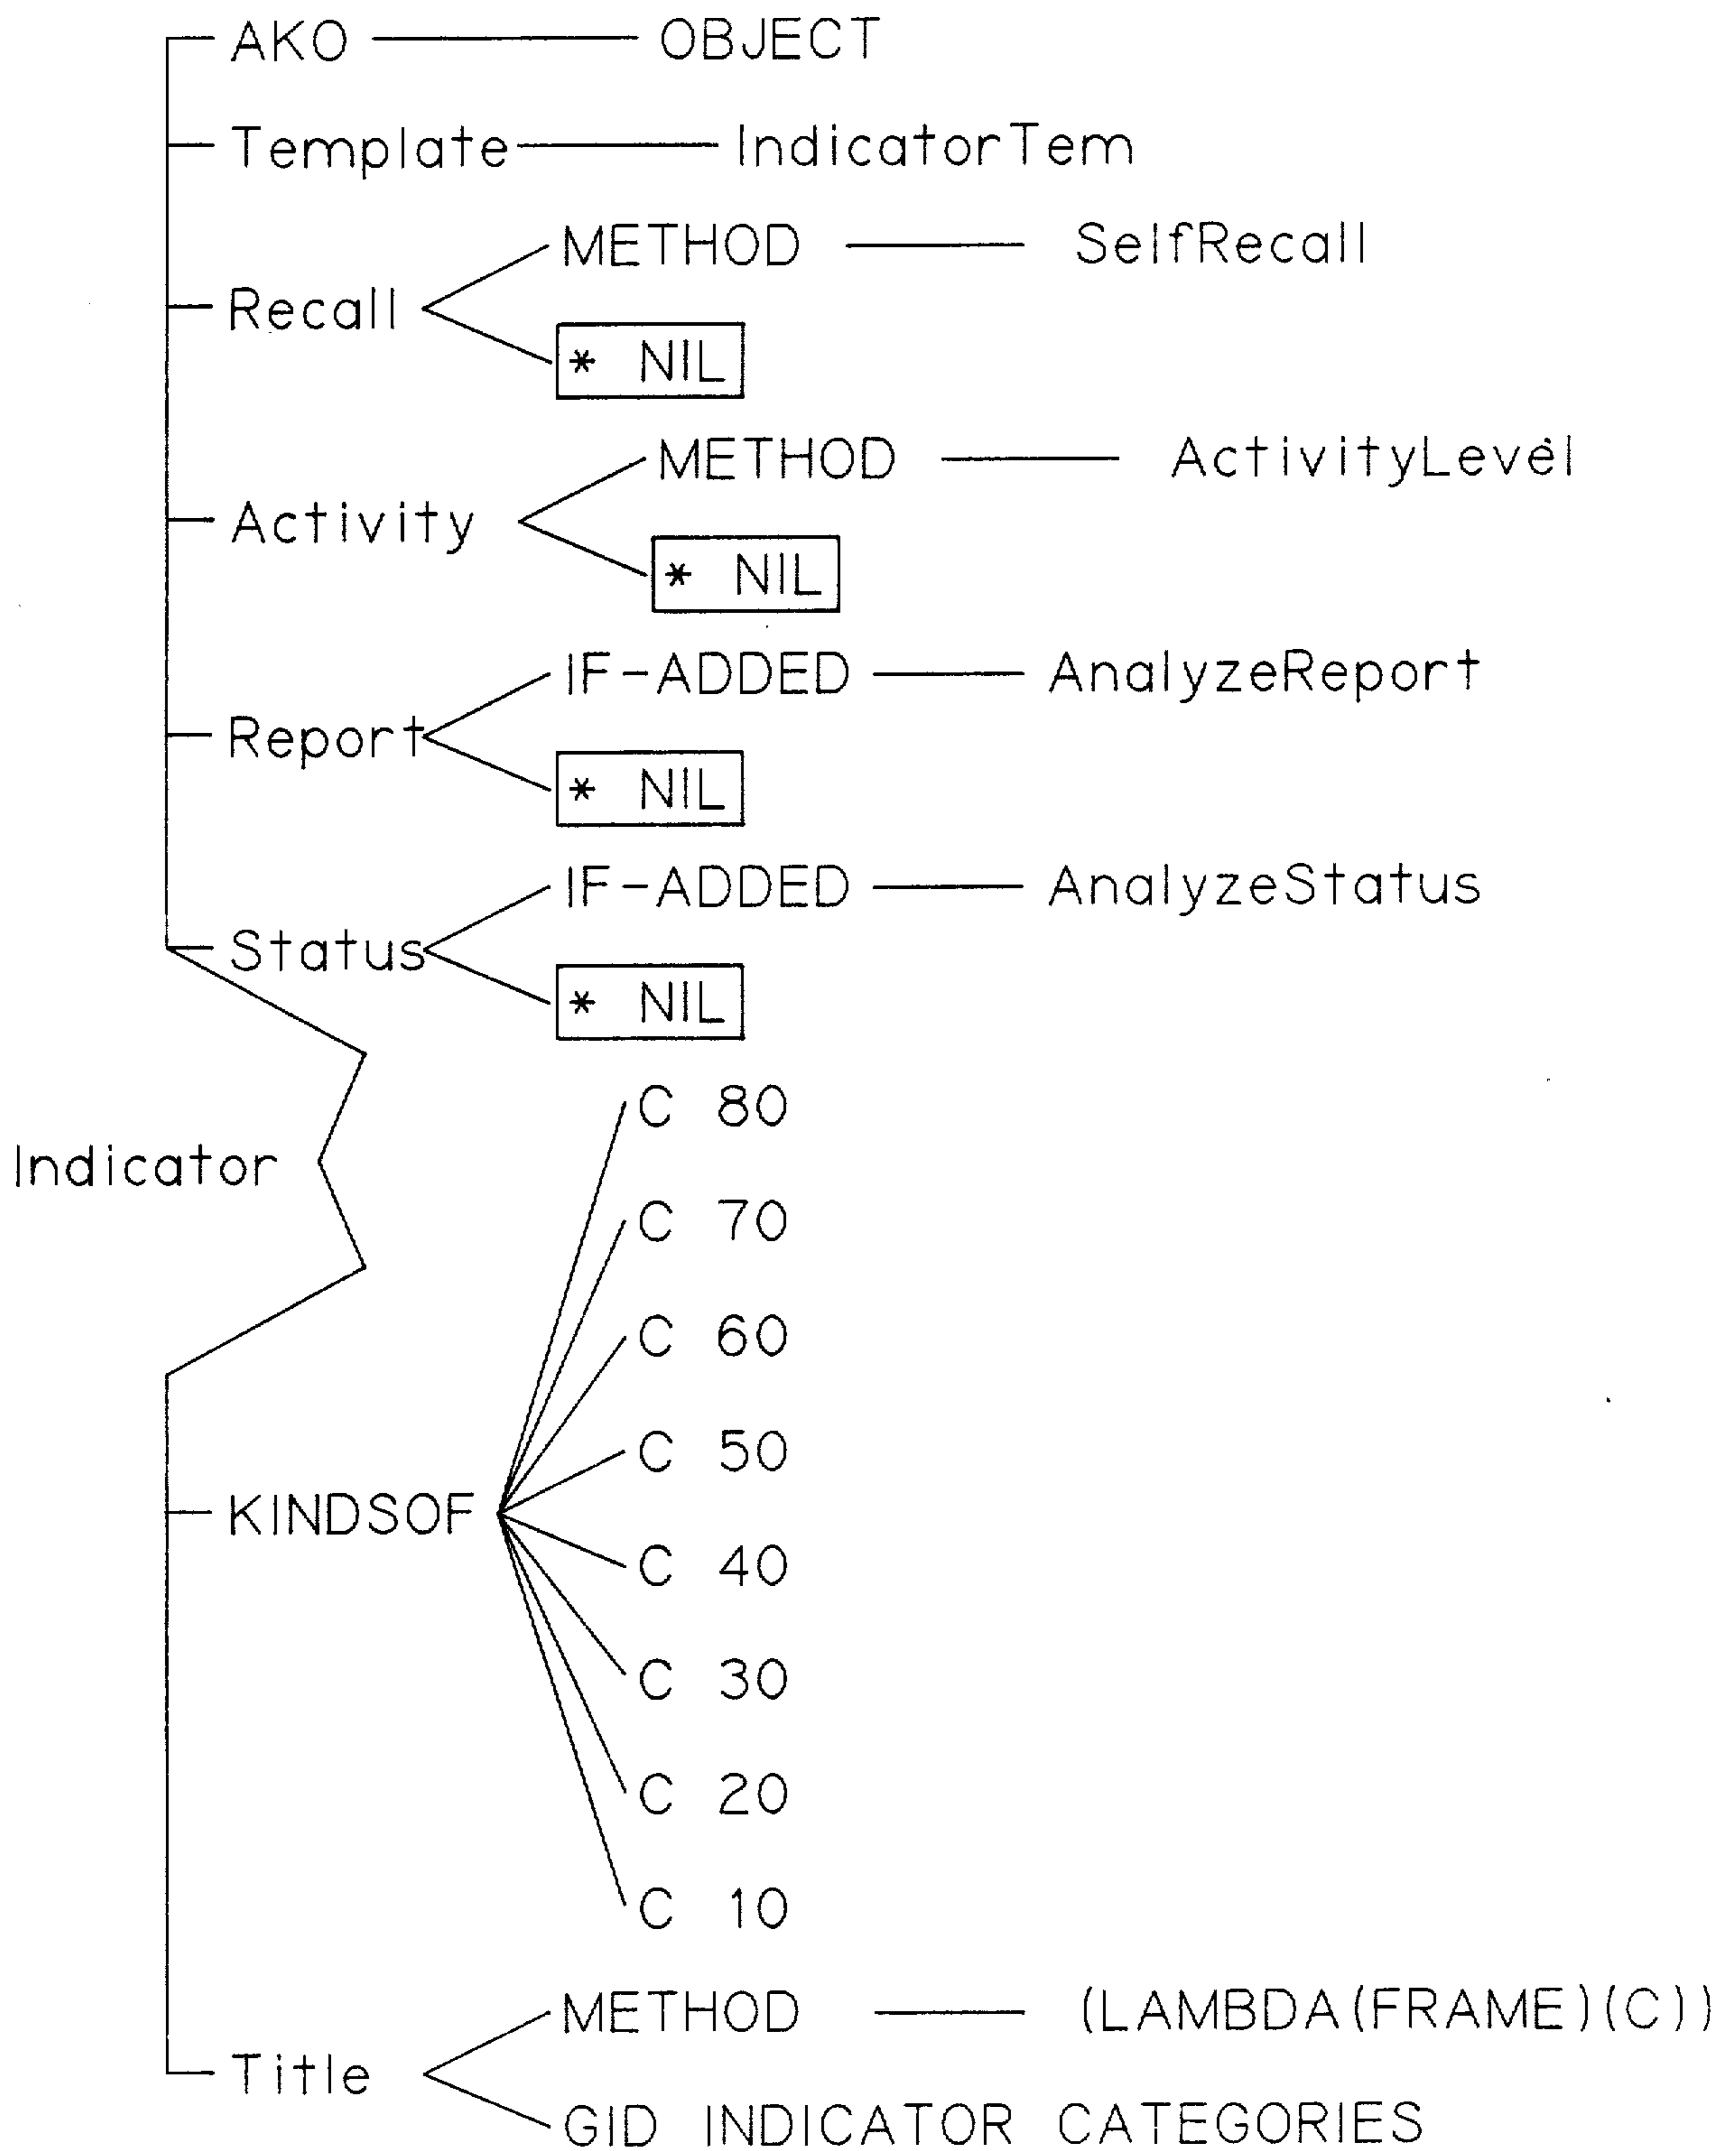 AKO OBJECT
Template IndicatorTem
METHOD SelfRecall
Recall
* NIL
METHOD ActivityLevel
Activity
* NIL
IF-ADDED AnalyzeReport
Report
* NIL
IF-ADDED AnalyzeStatus
Status
* NIL
C 80
Indicator
C 70
C 60
C 50
KINDSOF
C 40
C 30
C 20
C 10
METHOD (LAMBDA(FRAME)(C))
Title
GID INDICATOR CATEGORIES